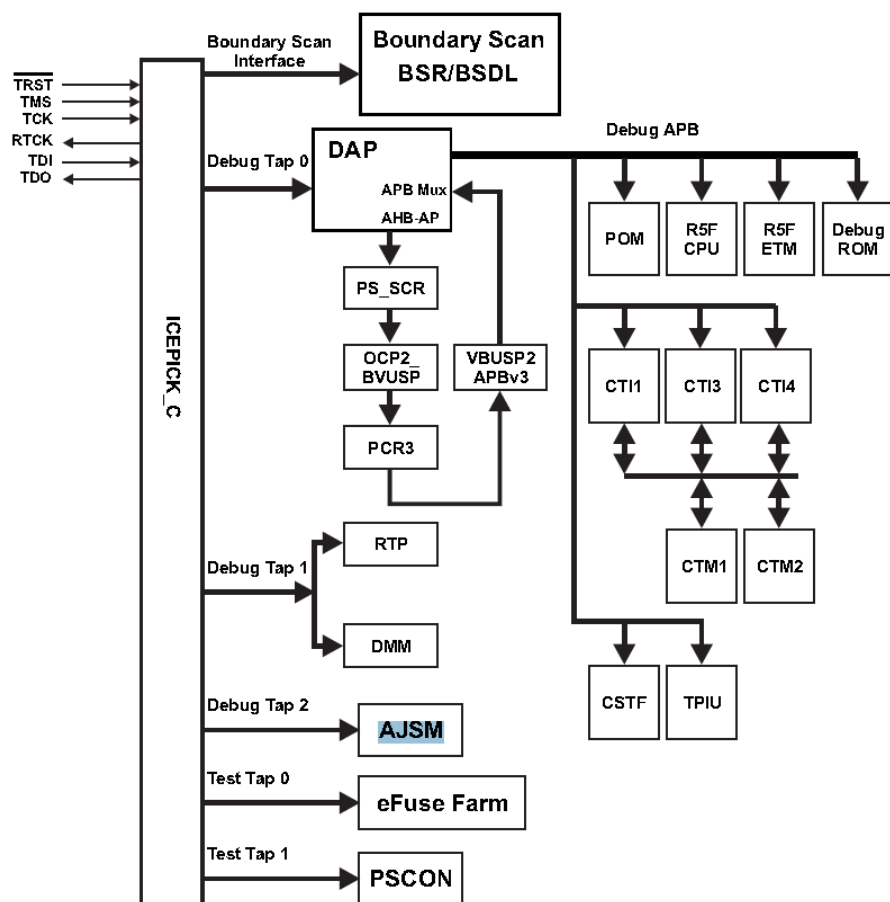 Boundary Scan
Interface
Boundary Scan
BSR/BSDL
TRST
TMS
TCK
RTCK
TDI
TDO
ICEPICK_C
Debug Tap 0
DAP
APB Mux
AHB-AP
Debug APB
POM
R5F
CPU
R5F
ETM
Debug
ROM
PS_SCR
OCP2_
BVUSP
VBUSP2
APBv3
PCR3
CTI1
CTI3
CTI4
CTM1
CTM2
Debug Tap 1
RTP
DMM
CSTF
TPIU
Debug Tap 2
AJSM
Test Tap 0
eFuse Farm
Test Tap 1
PSCON